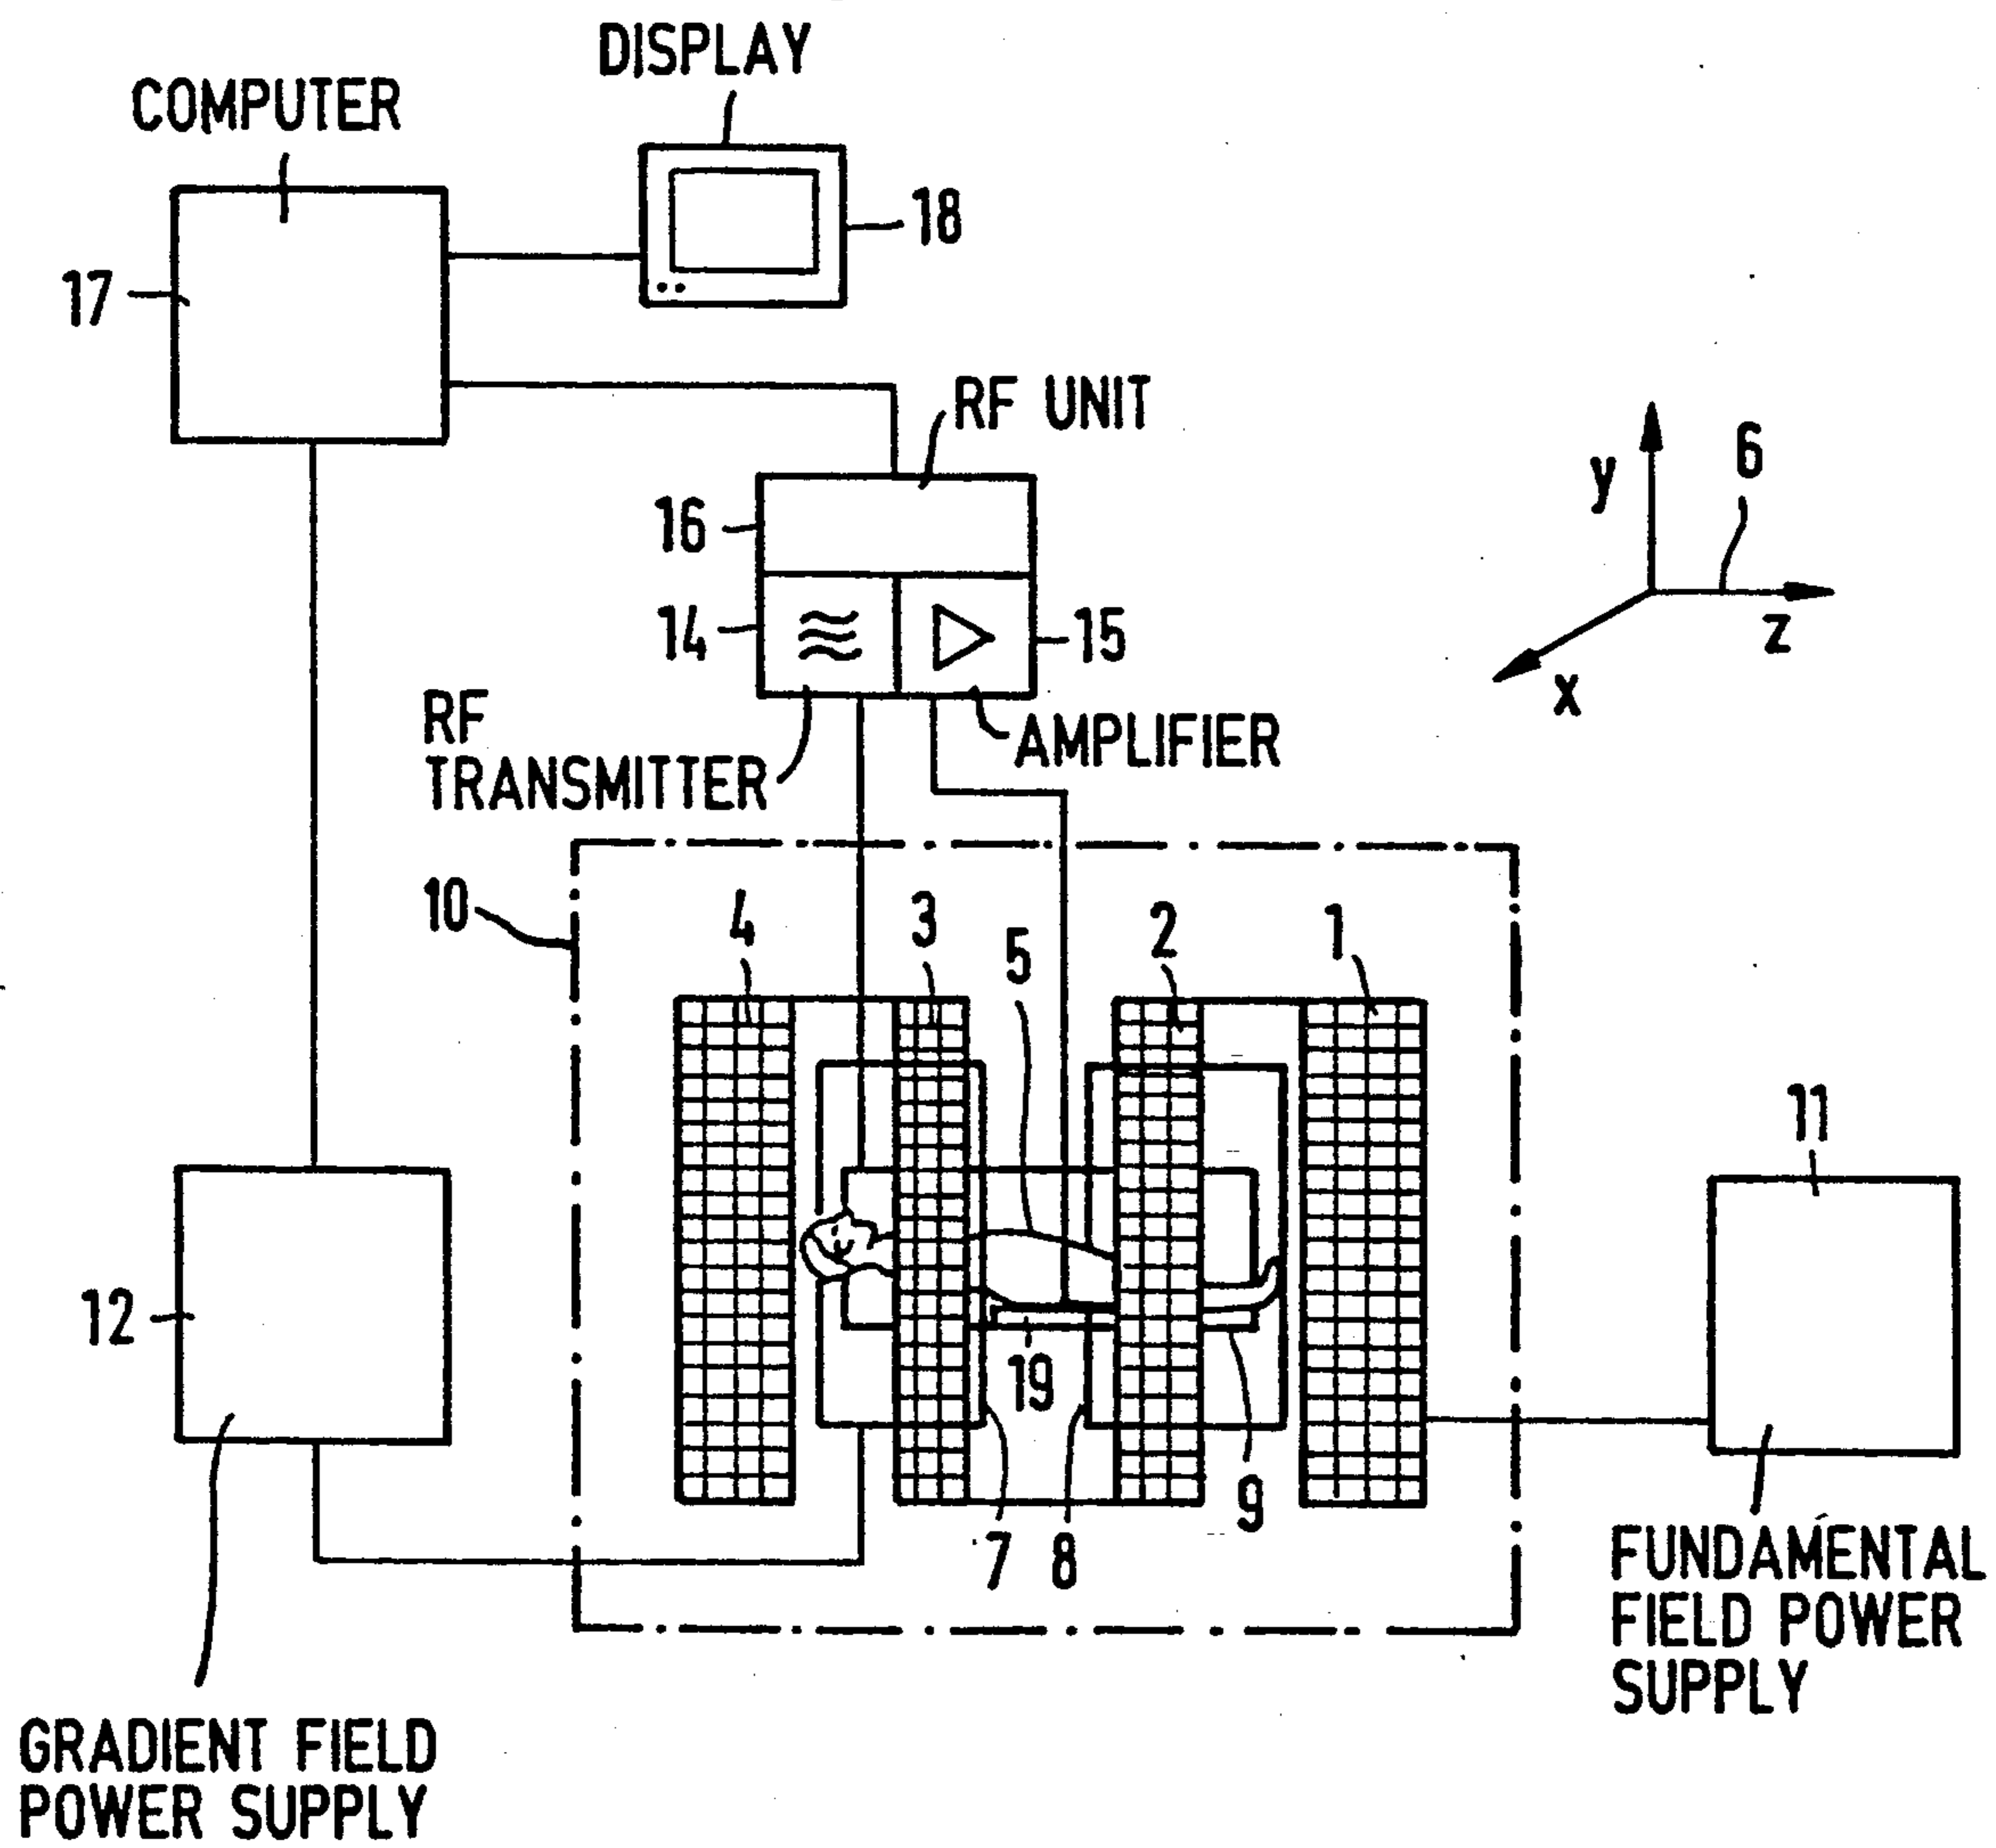 DISPLAY
COMPUTER
18
17
RF UNIT
16
y
6
14
15
z
x
RF
TRANSMITTER
AMPLIFIER
10
4
3
5
2
1
11
12
19
9
7
8
FUNDAMENTAL
FIELD POWER
SUPPLY
GRADIENT FIELD
POWER SUPPLY